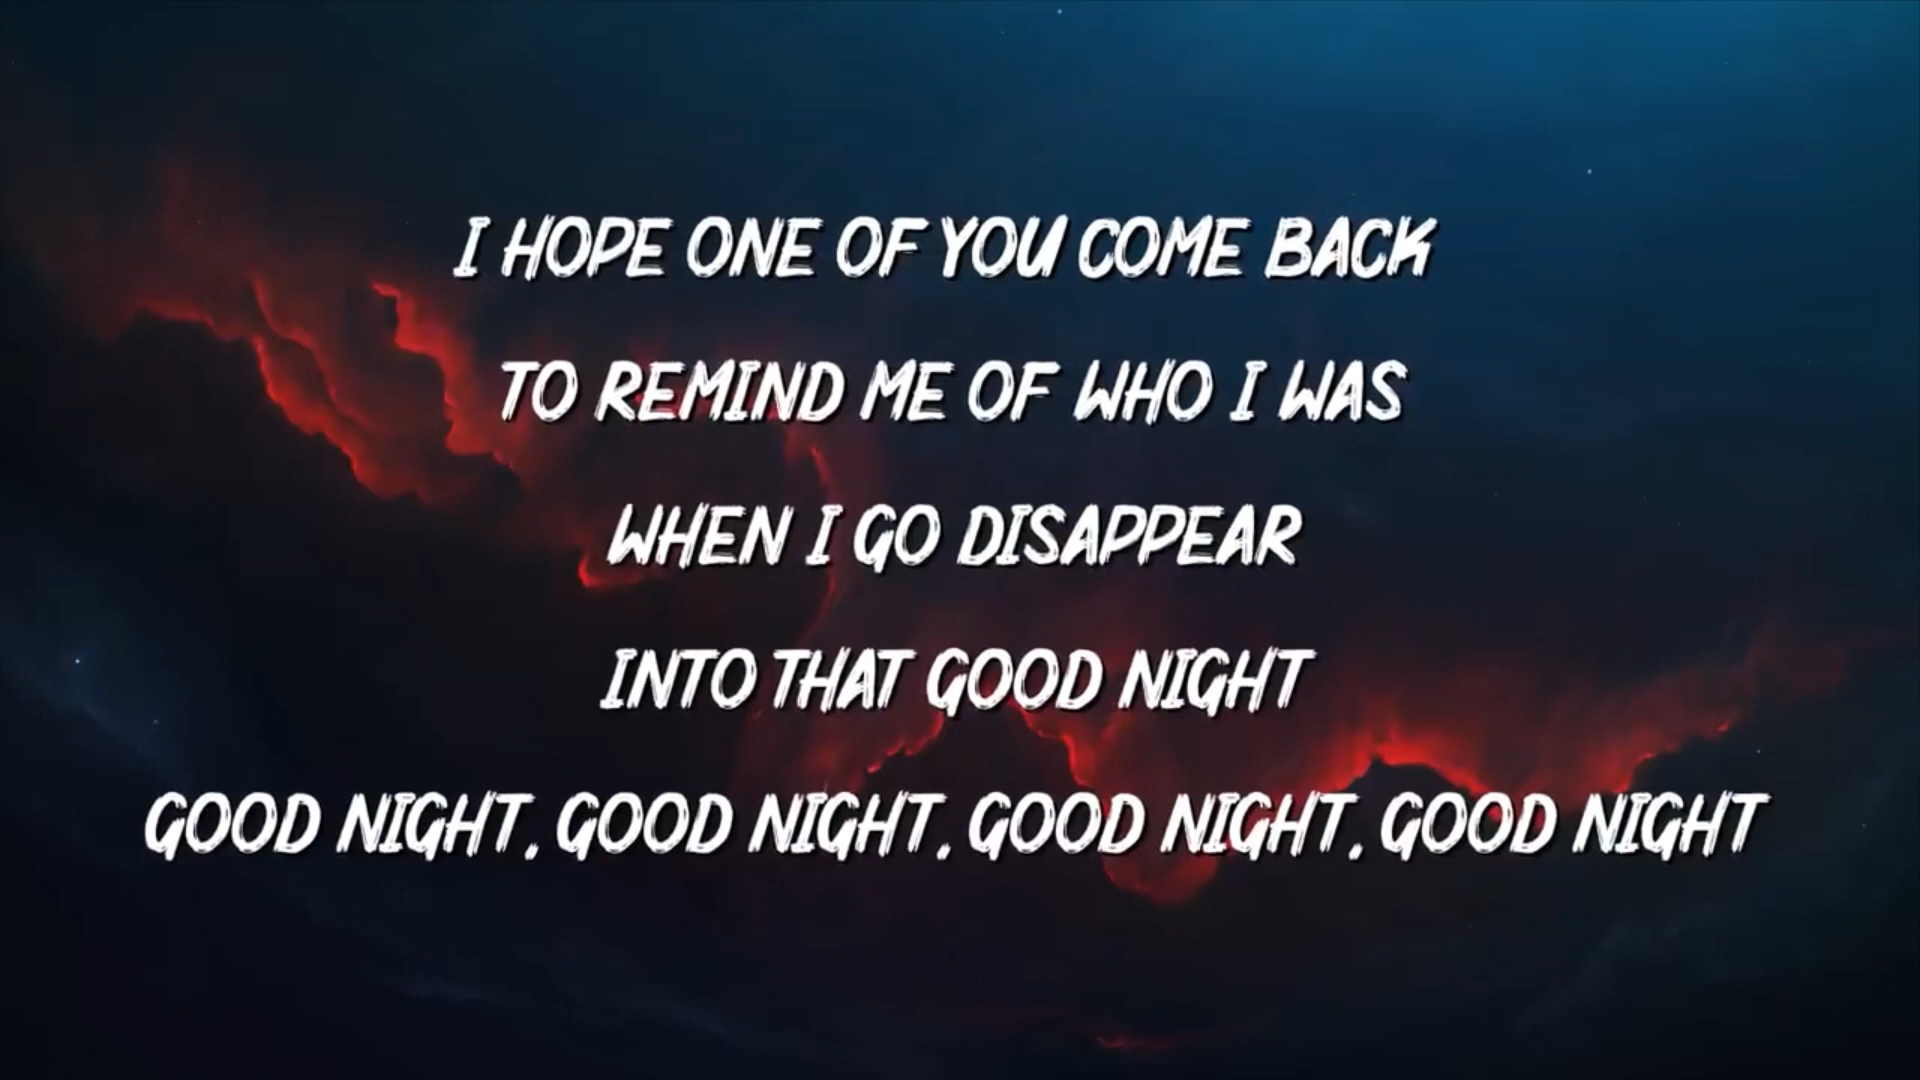 I HOPE ONE OF YOU COME BACK
TO REMIND ME OF WHO I WAS
WHEN I GO DISAPPEAR
INTO THAT GOOD NIGHT
GOOD NIGHT, GOOD NIGHT, GOOD NIGHT, GOOD NIGHT